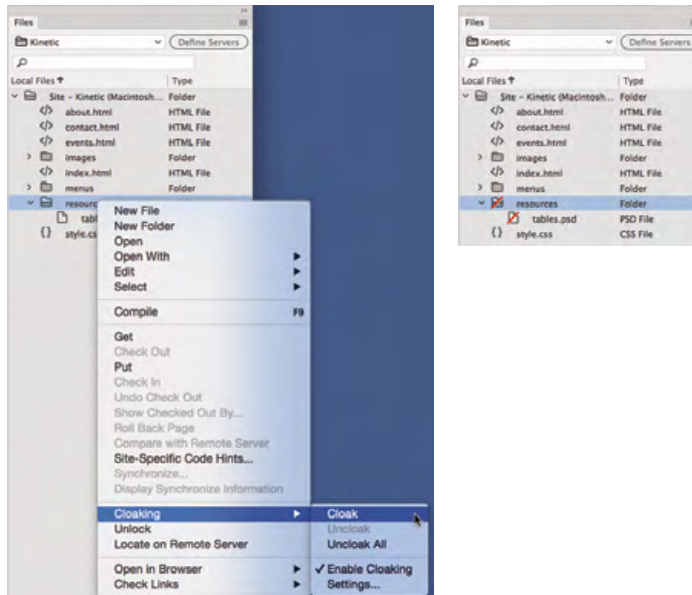 Files
Kinetic
Define Servers
Local Files ↑ Type
Site - Kinetic (Macintosh... Folder
about.html HTML File
contact.html HTML File
events.html HTML File
images Folder
index.html HTML File
menus Folder
resourc
tabl
{} style.cs
New File
New Folder
Open
Open With
Edit
Select
Compile F9
Get
Check Out
Put
Check In
Undo Check Out
Show Checked Out By...
Roll Back Page
Compare with Remote Server
Site-Specific Code Hints...
Synchronize...
Display Synchronize Information
Cloaking
Unlock
Locate on Remote Server
Open in Browser
Check Links
Cloak
Uncloak
Uncloak All
✓ Enable Cloaking
Settings...
Files
Kinetic
Define Servers
Local Files ↑ Type
Site - Kinetic (Macintosh... Folder
about.html HTML File
contact.html HTML File
events.html HTML File
images Folder
index.html HTML File
menus Folder
resources Folder
tables.psd PSD File
{} style.css CSS File